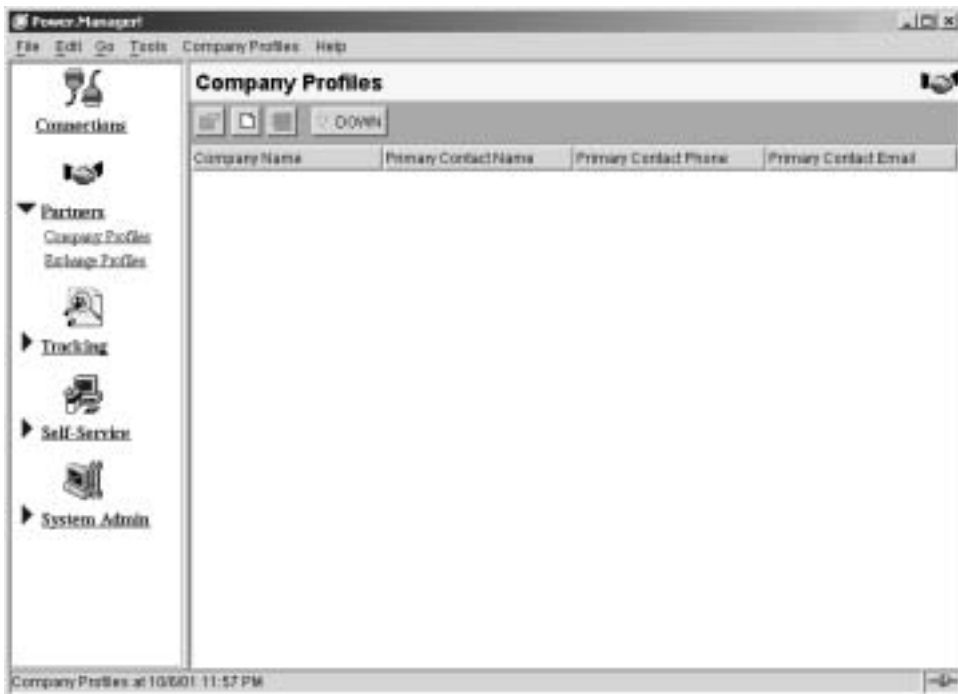 Power.Manager!
File Edit Go Tools Company Profiles Help
Connections
Partners
Company Profiles
Exchange Profiles
Tracking
Self-Service
System Admin
Company Profiles
DOWN
Company Name Primary Contact Name Primary Contact Phone Primary Contact Email
Company Profiles at 10/6/01 11:57 PM